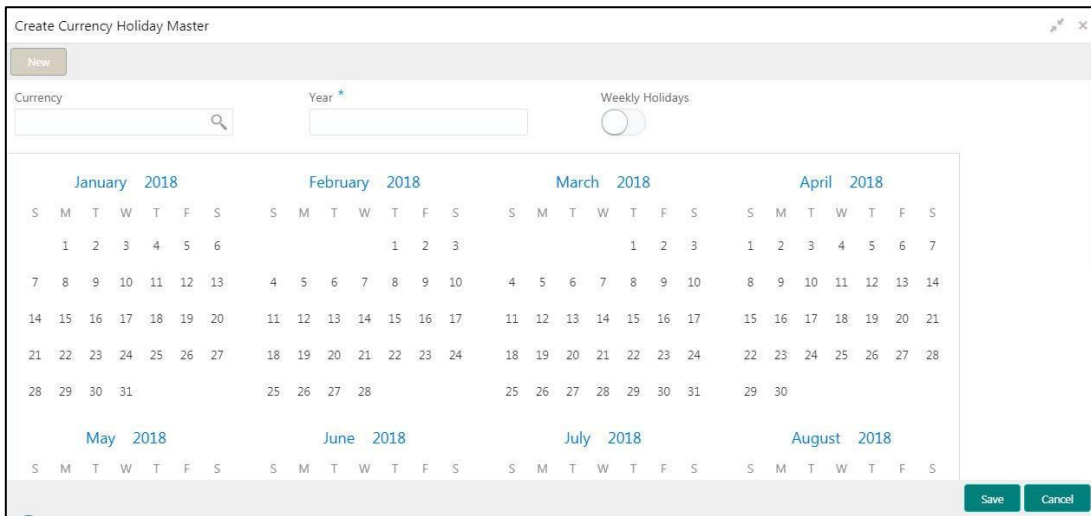 Create Currency Holiday Master
New
Currency Year * Weekly Holidays
January 2018 February 2018 March 2018 April 2018
S M T W T F S S M T W T F S S M T W T F S S M T W T F S
1 2 3 4 5 6 1 2 3 1 2 3 1 2 3 4 5 6 7
7 8 9 10 11 12 13 4 5 6 7 8 9 10 4 5 6 7 8 9 10 8 9 10 11 12 13 14
14 15 16 17 18 19 20 11 12 13 14 15 16 17 11 12 13 14 15 16 17 15 16 17 18 19 20 21
21 22 23 24 25 26 27 18 19 20 21 22 23 24 18 19 20 21 22 23 24 22 23 24 25 26 27 28
28 29 30 31 25 26 27 28 25 26 27 28 29 30 31 29 30
May 2018 June 2018 July 2018 August 2018
S M T W T F S S M T W T F S S M T W T F S S M T W T F S
Save Cancel